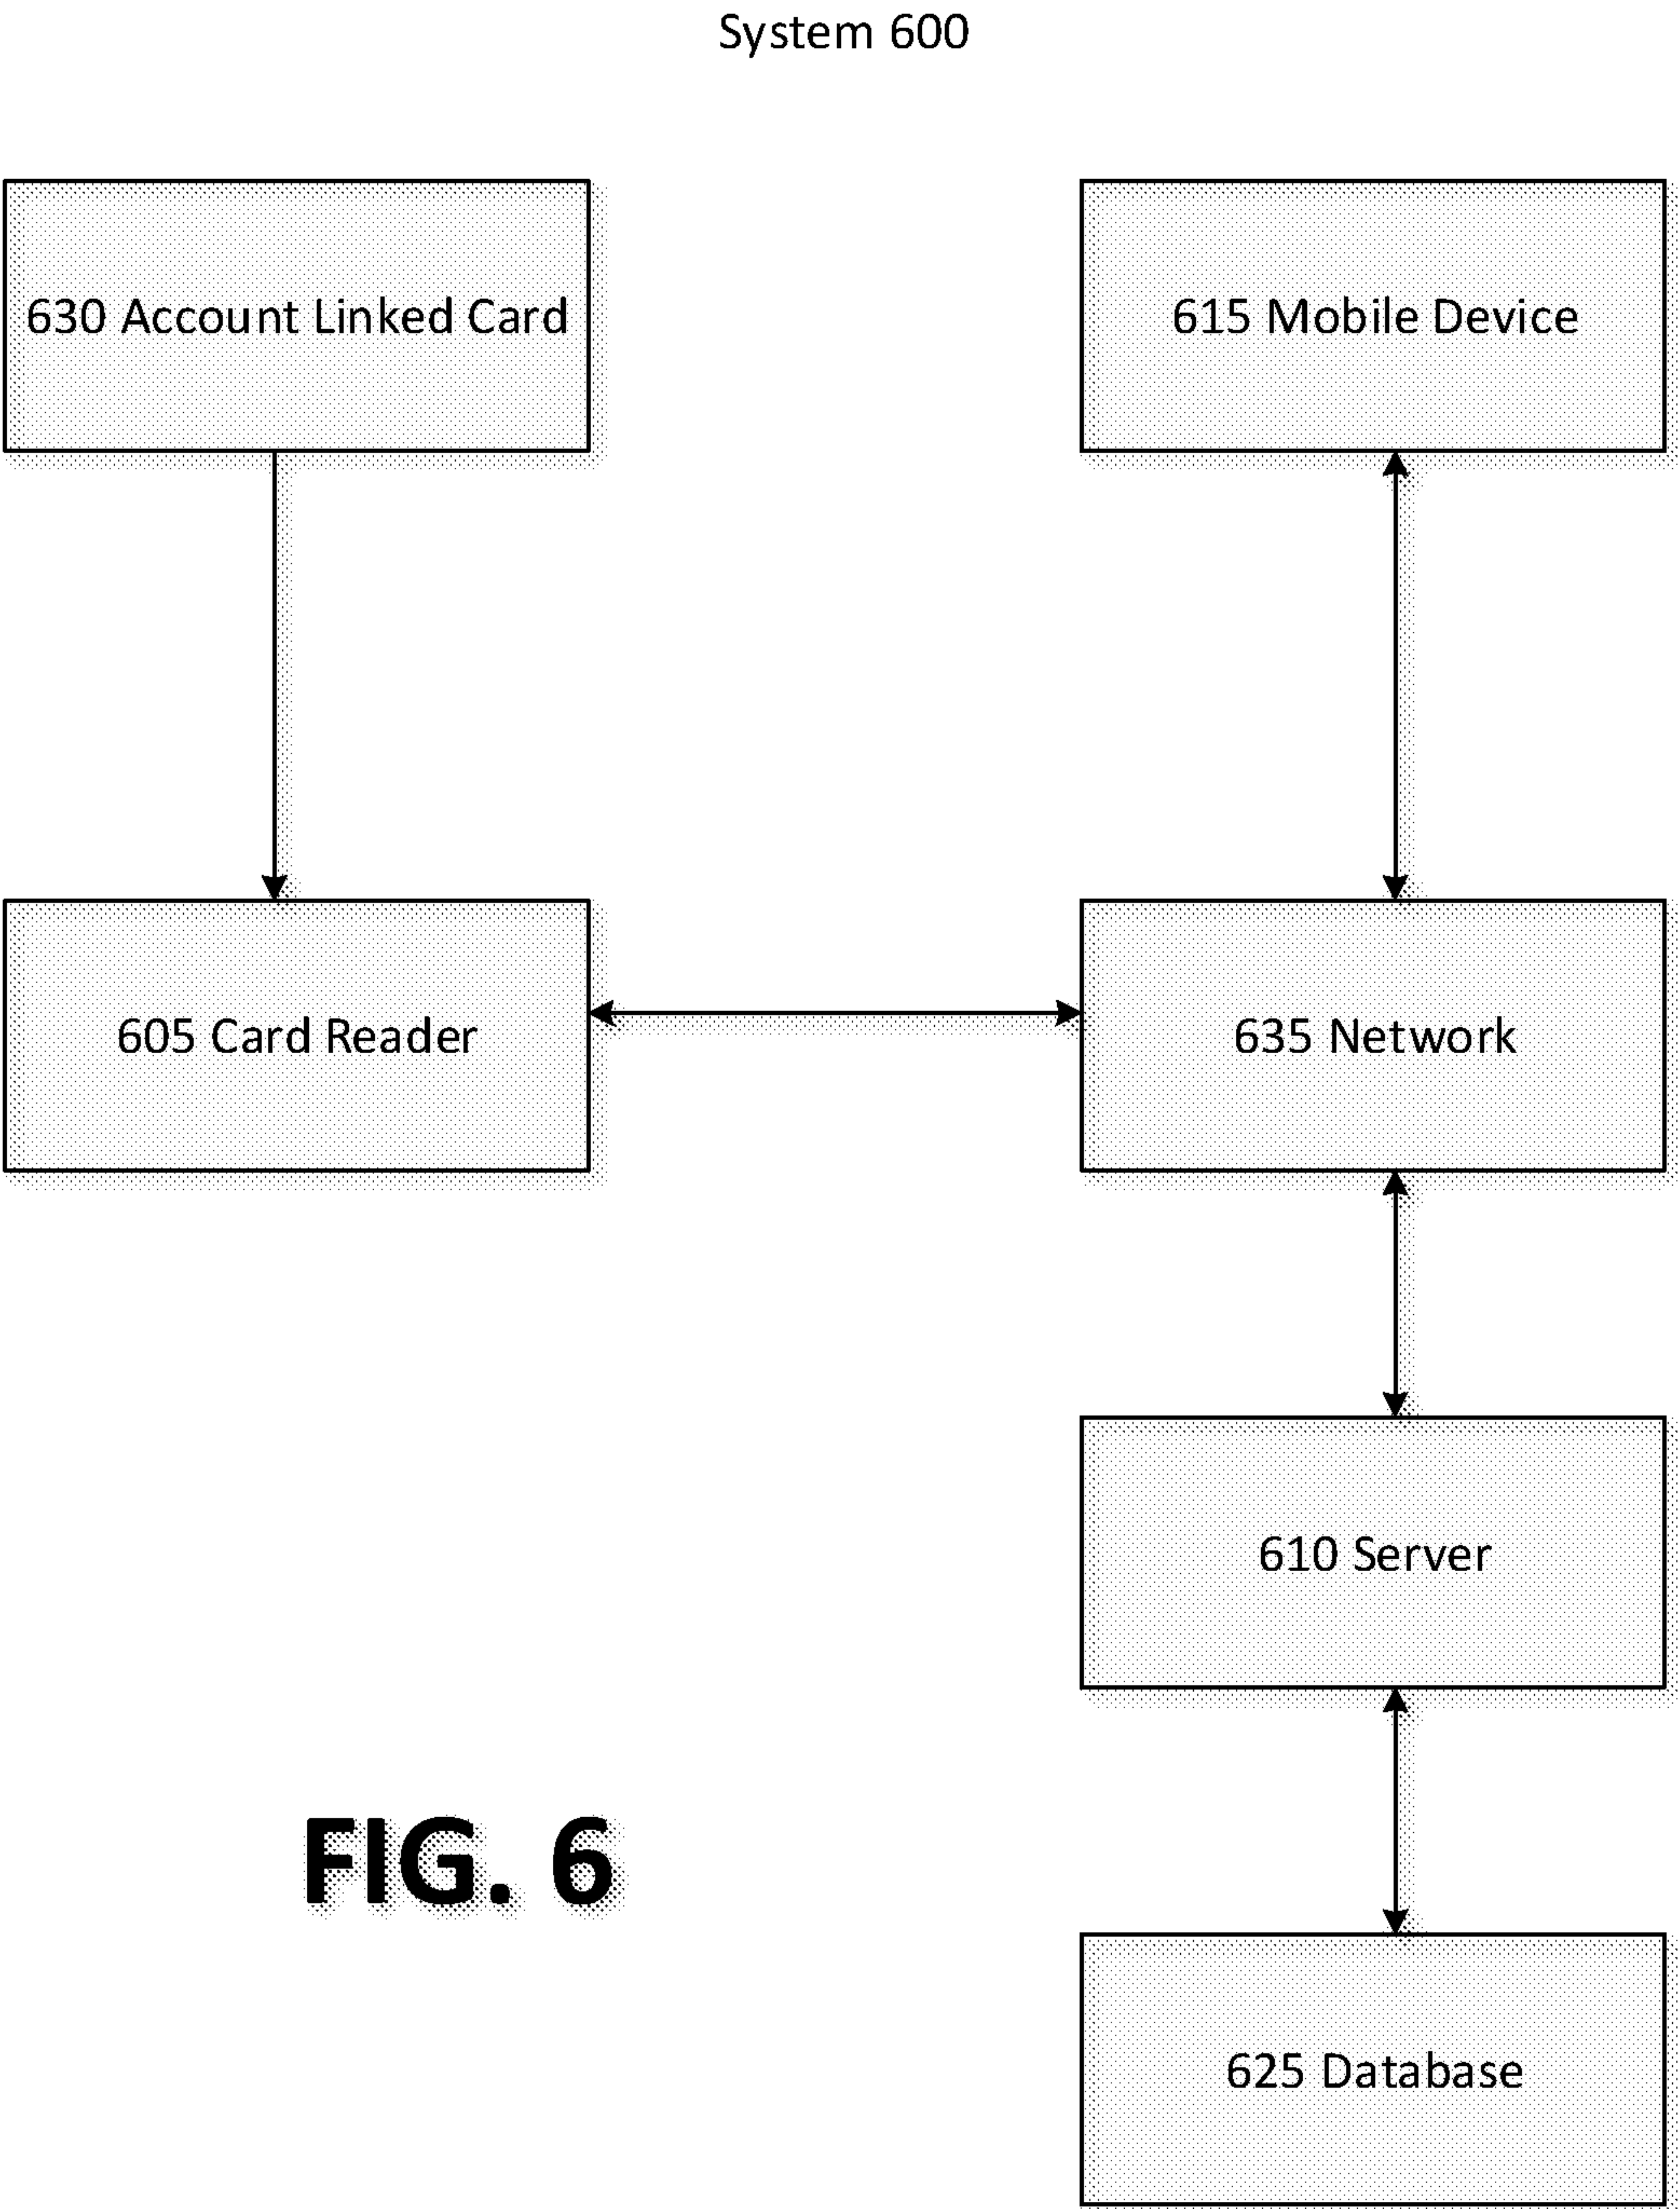 System 600
630 Account Linked Card
615 Mobile Device
605 Card Reader
635 Network
610 Server
FIG. 6
625 Database